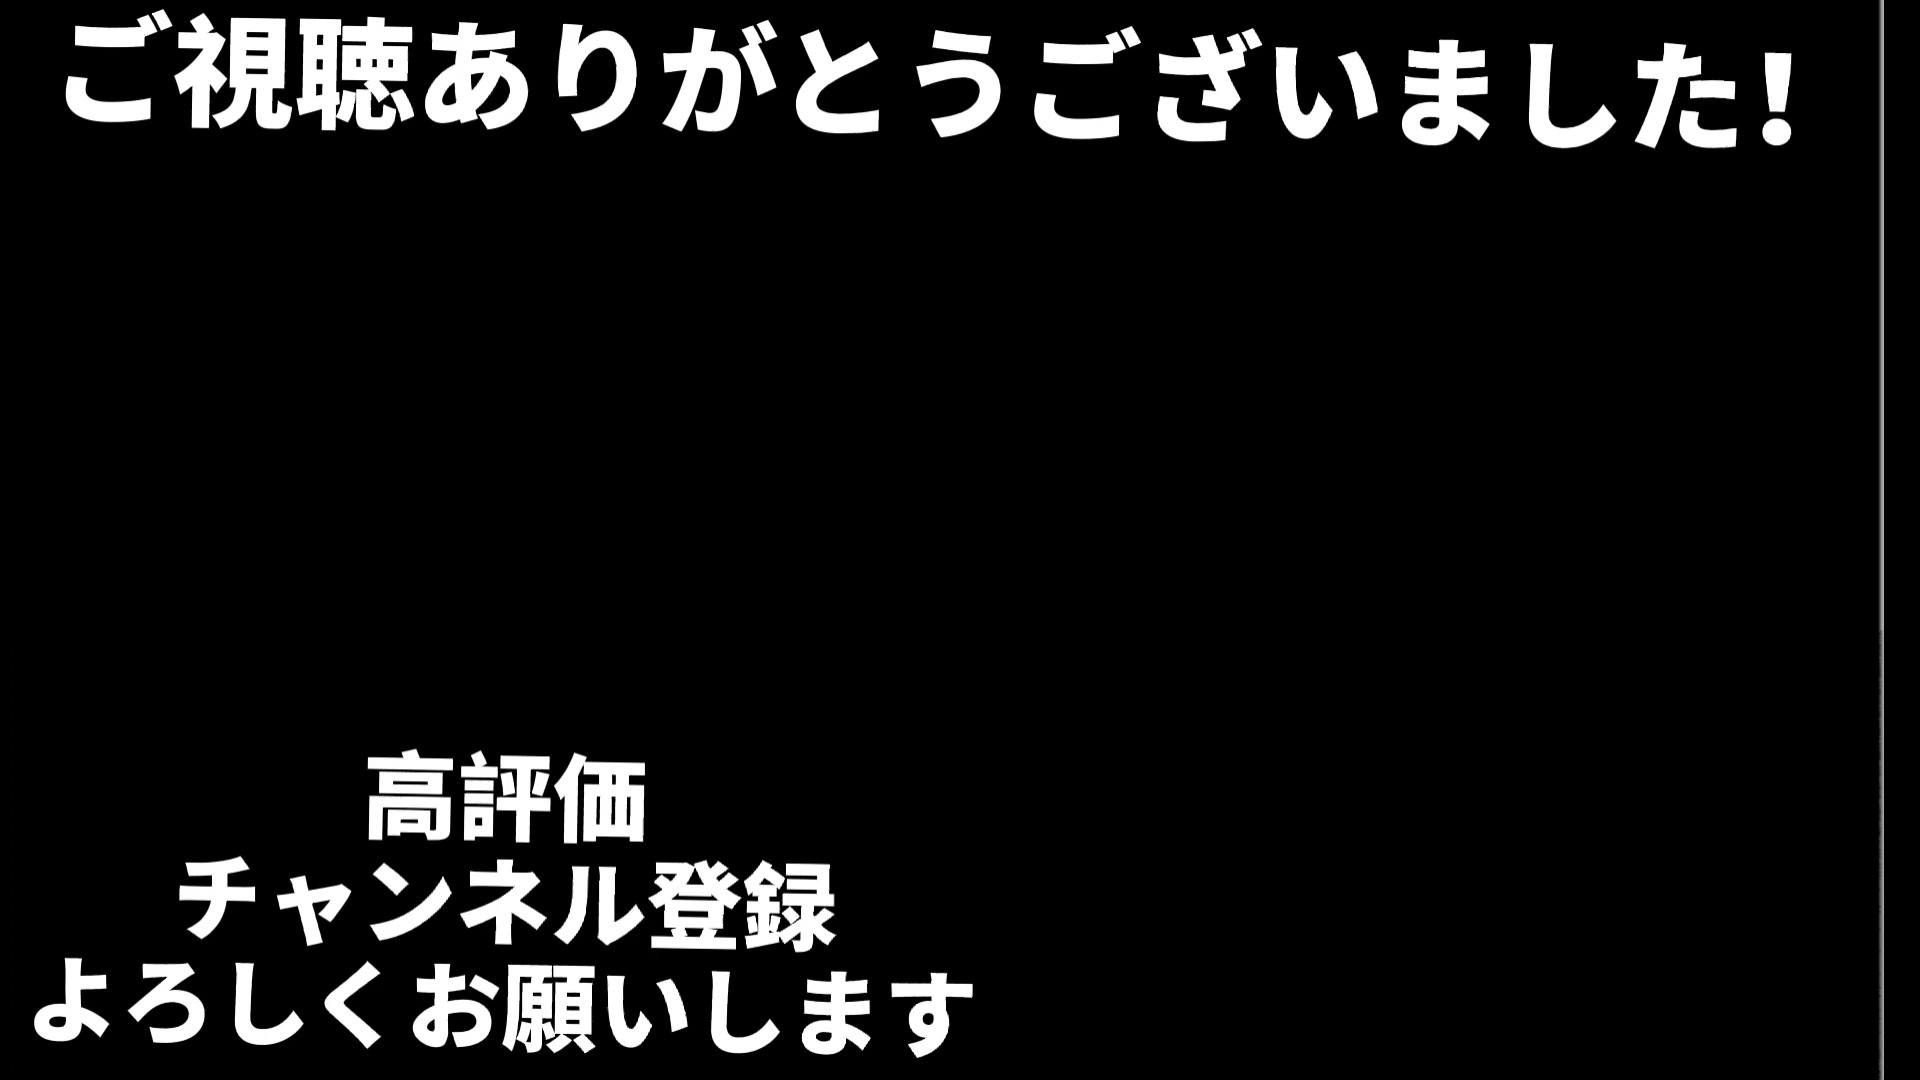 ご視聴ありがとうございました!
高評価
チャンネル登録
よろしくお願いします